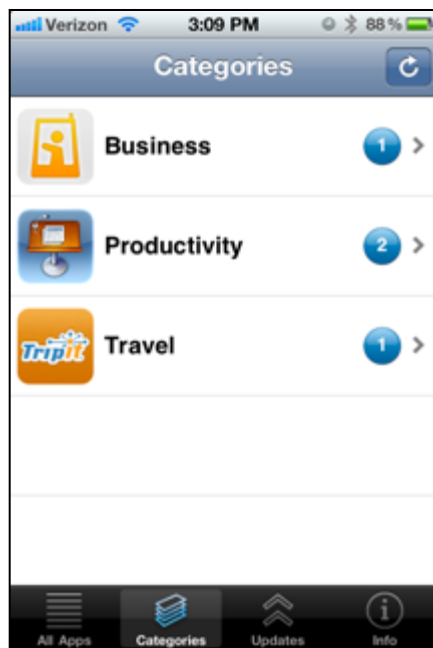 Verizon 3:09 PM 88%
Categories
Business 1
Productivity 2
TripIt Travel 1
All Apps Categories Updates Info